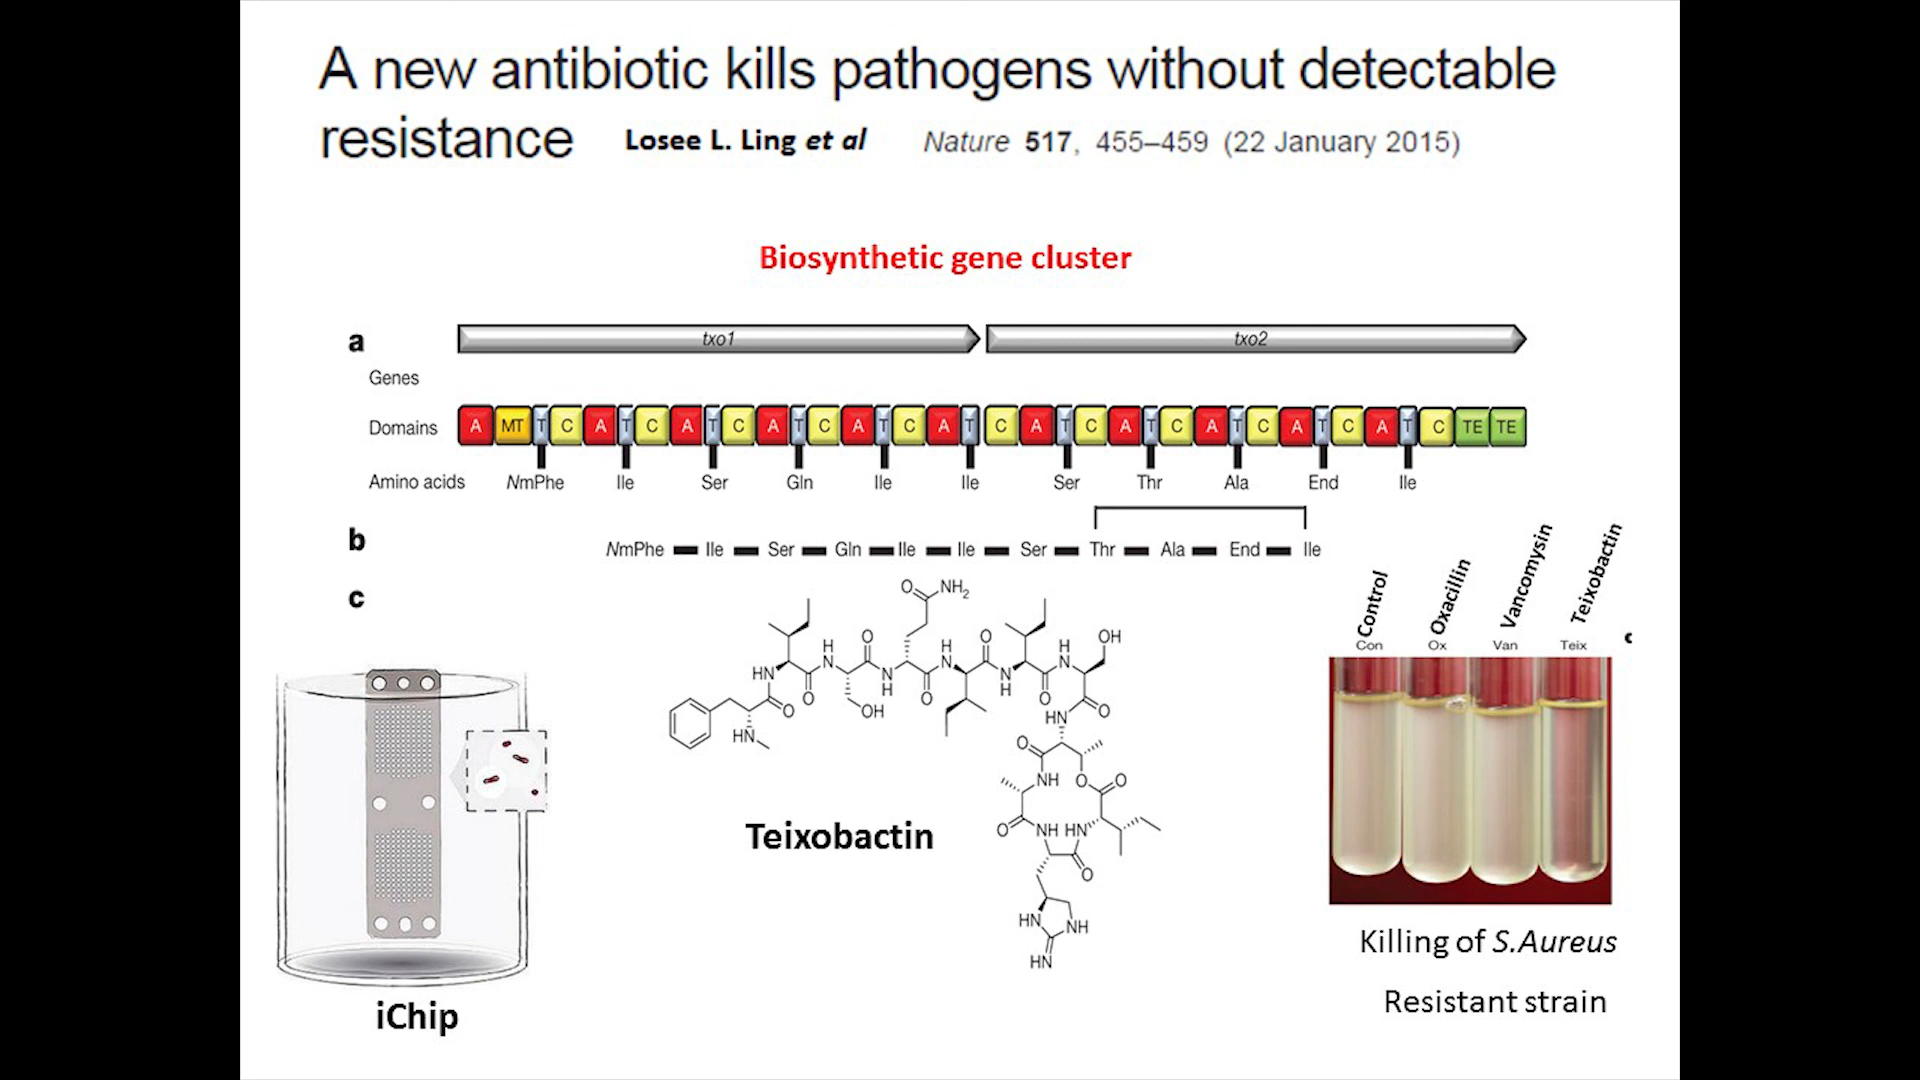 A new antibiotic kills pathogens without detectable
resistance Losee L. Ling et al Nature 517, 455–459 (22 January 2015)
Biosynthetic gene cluster
a
txo1 txo2
Genes
Domains A MT T C A T C A T C A T C A T C A T C A T C A T C A T C A T C A T C TE TE
Amino acids NmPhe Ile Ser Gln Ile Ile Ser Thr Ala End Ile
b NmPhe Ile Ser Gln Ile Ile Ser Thr Ala End Ile
c
O NH2
OH
O
O
H
N
H
N
H
N
HN
O
N
H
O
N
H
O
O
OH
O
HN
O
HN
O
O
O
NH
O
NH
HN
O
HN
NH
HN
Teixobactin
iChip
Control Oxacillin Vancomysin Teixobactin
Con Ox Van Teix
Killing of S.Aureus
Resistant strain